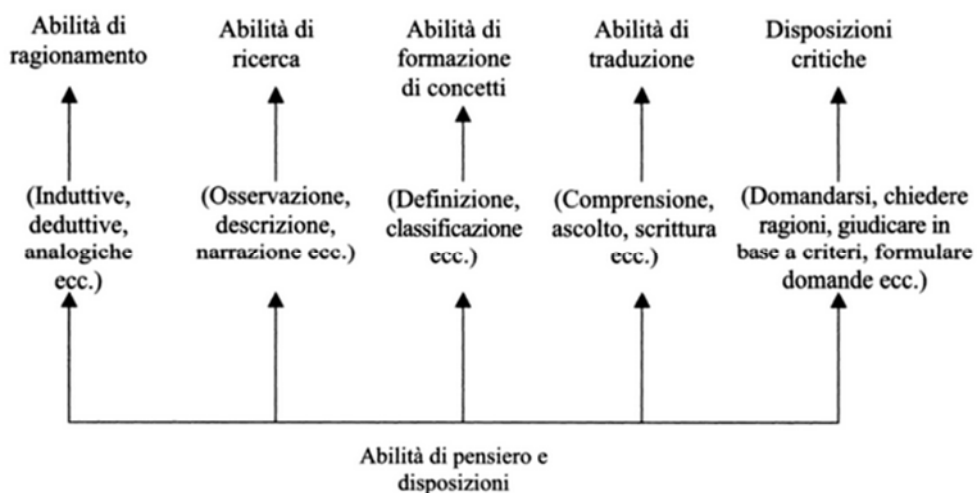 Abilità di
ragionamento
Abilità di
ricerca
Abilità di
formazione
di concetti
Abilità di
traduzione
Disposizioni
critiche
(Induttive,
deduttive,
analogiche
ecc.)
(Osservazione,
descrizione,
narrazione ecc.)
(Definizione,
classificazione
ecc.)
(Comprensione,
ascolto, scrittura
ecc.)
(Domandarsi, chiedere
ragioni, giudicare in
base a criteri, formulare
domande ecc.)
Abilità di pensiero e
disposizioni